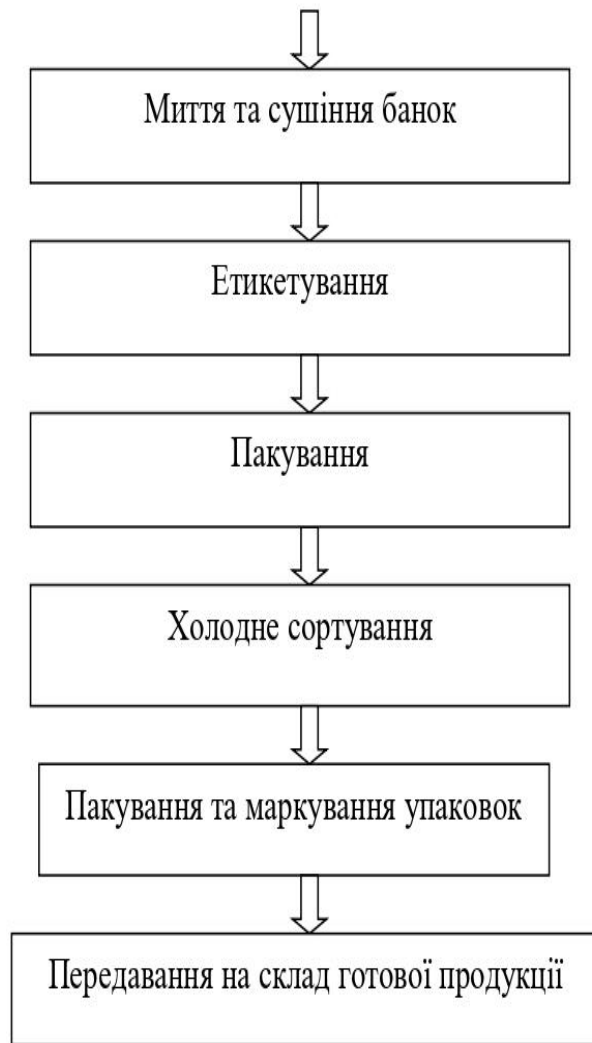 Миття та сушіння банок
Етикетування
Пакування
Холодне сортування
Пакування та маркування упаковок
Передавання на склад готової продукції